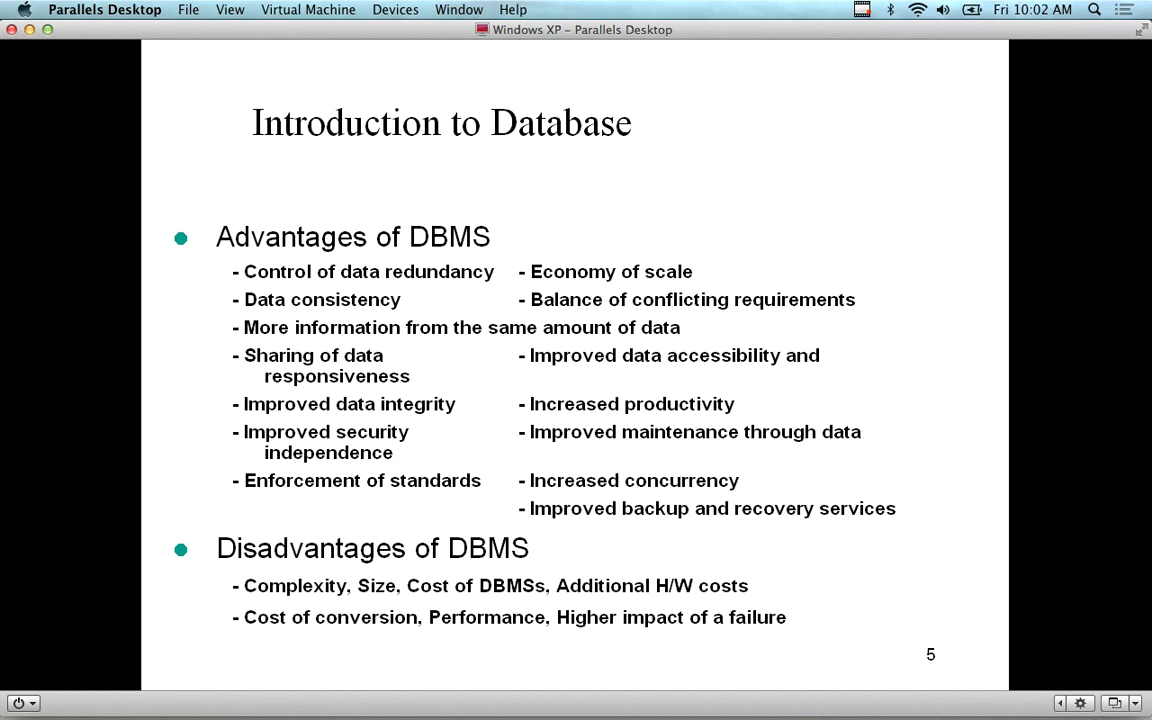 Parallels Desktop File View Virtual Machine Devices Window Help Fri 10:02 AM
Windows XP – Parallels Desktop
Introduction to Database
Advantages of DBMS
- Control of data redundancy - Economy of scale
- Data consistency - Balance of conflicting requirements
- More information from the same amount of data
- Sharing of data - Improved data accessibility and
responsiveness
- Improved data integrity - Increased productivity
- Improved security - Improved maintenance through data
independence
- Enforcement of standards - Increased concurrency
- Improved backup and recovery services
Disadvantages of DBMS
- Complexity, Size, Cost of DBMSs, Additional H/W costs
- Cost of conversion, Performance, Higher impact of a failure
5